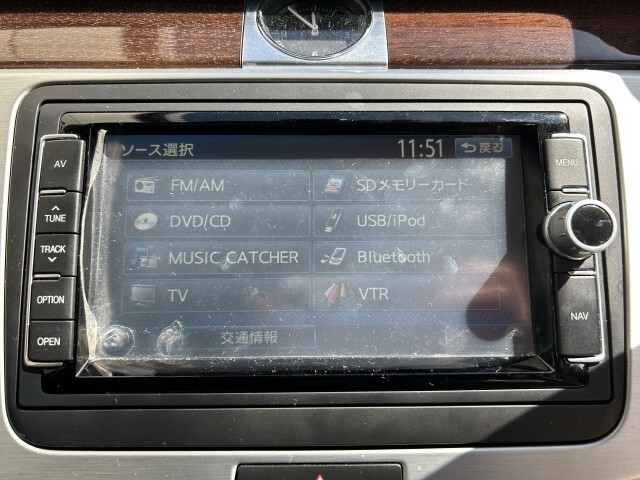 ソース選択
11:51
戻る
FM/AM
SDメモリーカード
DVD/CD
USB/iPod
MUSIC CATCHER
Bluetooth
TV
VTR
交通情報
AV
TUNE
TRACK
OPTION
OPEN
MENU
NAV